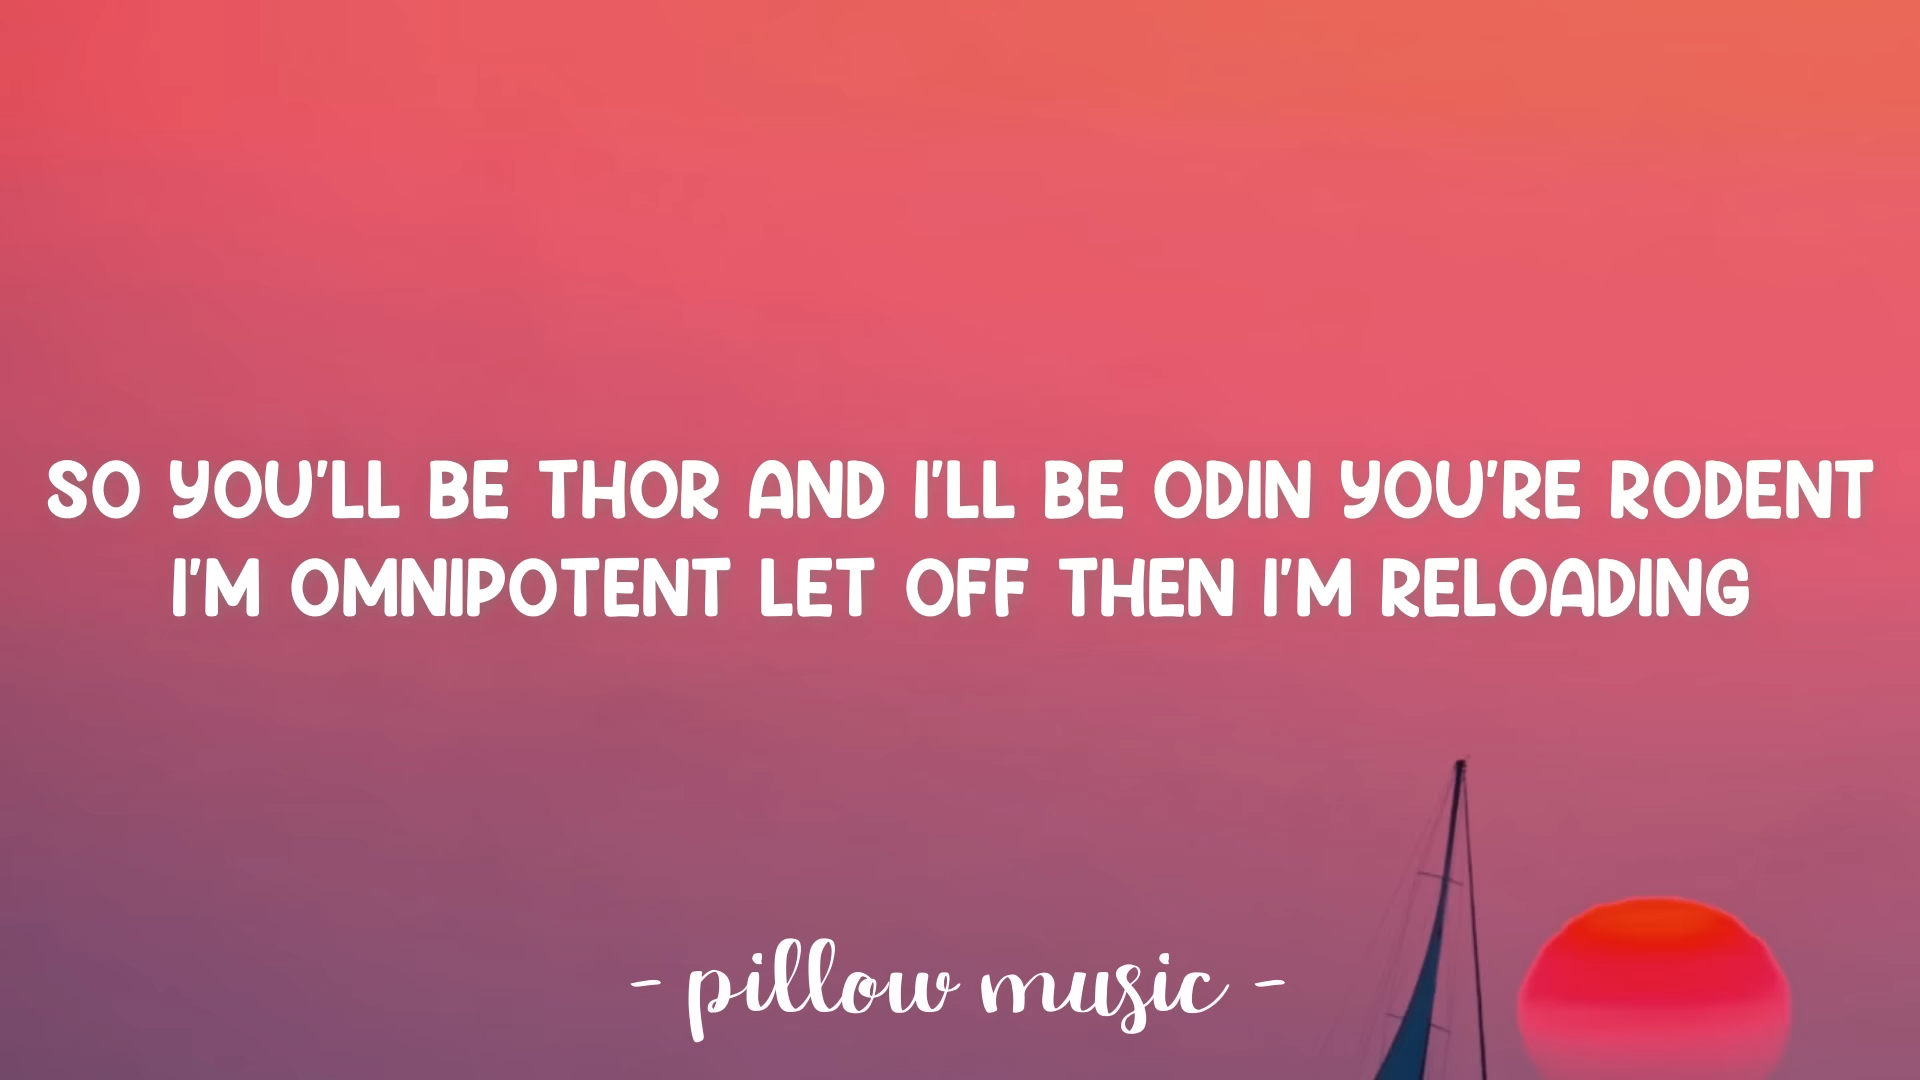 SO YOU'LL BE THOR AND I'LL BE ODIN YOU'RE RODENT
I'M OMNIPOTENT LET OFF THEN I'M RELOADING
- pillow music -